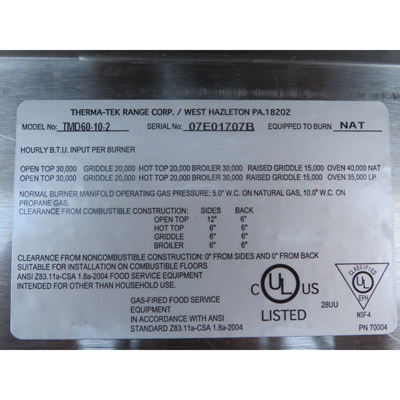 THERMA-TEK RANGE CORP. / WEST HAZLETON PA.18202
MODEL No: TMD60-10-2 SERIAL No: 07E01707B EQUIPPED TO BURN NAT
HOURLY B.T.U. INPUT PER BURNER
OPEN TOP 30,000 GRIDDLE 20,000 HOT TOP 20,000 BROILER 30,000 RAISED GRIDDLE 15,000 OVEN 40,000 NAT
OPEN TOP 30,000 GRIDDLE 20,000 HOT TOP 20,000 BROILER 30,000 RAISED GRIDDLE 15,000 OVEN 35,000 LP
NORMAL BURNER MANIFOLD OPERATING GAS PRESSURE: 5.0" W.C. ON NATURAL GAS, 10.0" W.C. ON
PROPANE GAS.
CLEARANCE FROM COMBUSTIBLE CONSTRUCTION: SIDES BACK
OPEN TOP 12" 6"
HOT TOP 6" 6"
GRIDDLE 6" 6"
BROILER 6" 6"
CLEARANCE FROM NONCOMBUSTIBLE CONSTRUCTION: 0" FROM SIDES AND 0" FROM BACK
SUITABLE FOR INSTALLATION ON COMBUSTIBLE FLOORS
ANSI Z83.11a-CSA 1.8a-2004
INTENDED FOR OTHER THAN HOUSEHOLD USE.
GAS-FIRED FOOD SERVICE
EQUIPMENT
IN ACCORDANCE WITH ANSI
STANDARD Z83.11a-CSA 1.8a-2004
C UL US
LISTED
28UU
CLASSIFIED
UL
EPH
NSF-4
PN 70004